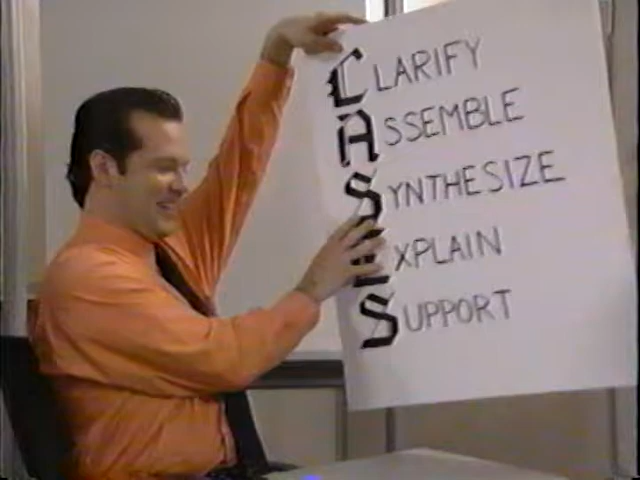 CLARIFY
ASSEMBLE
SYNTHESIZE
EXPLAIN
SUPPORT